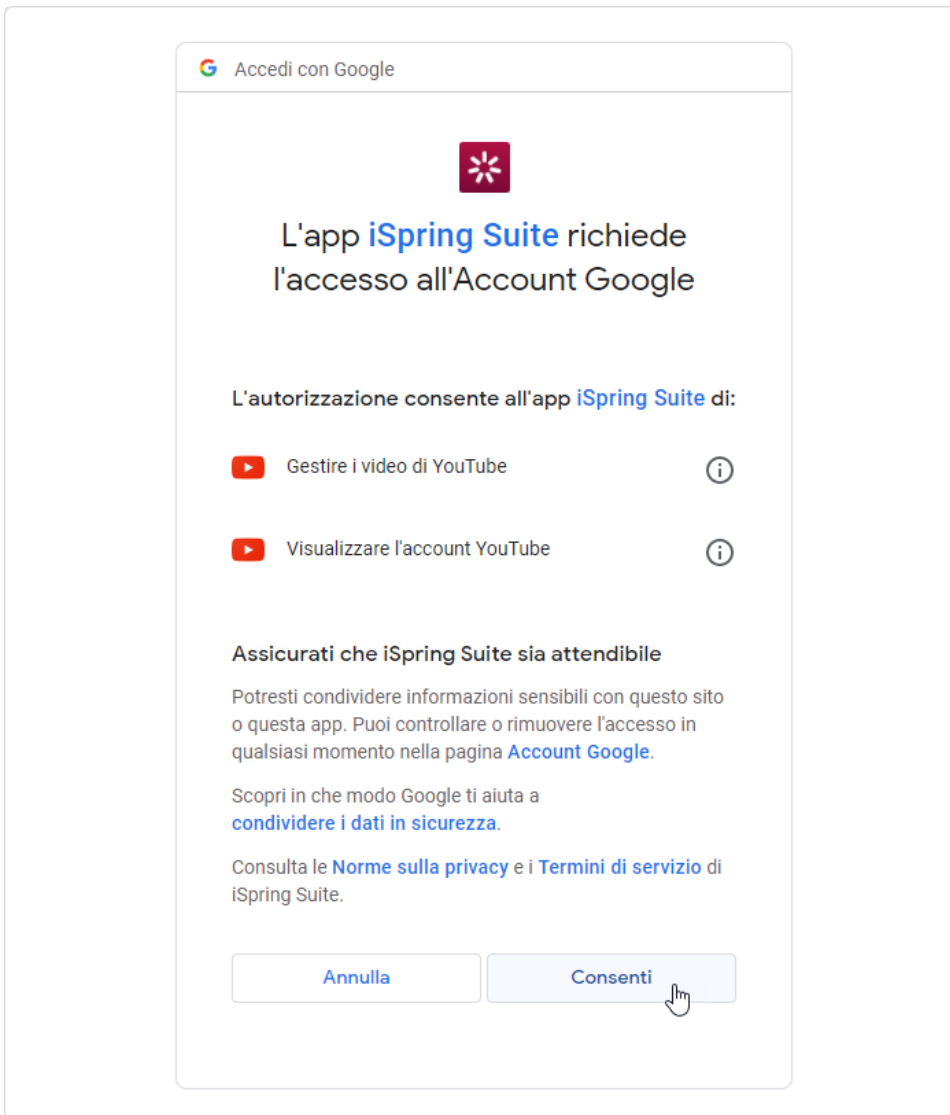 Accedi con Google
L'app iSpring Suite richiede
l'accesso all'Account Google
L'autorizzazione consente all'app iSpring Suite di:
Gestire i video di YouTube
Visualizzare l'account YouTube
Assicurati che iSpring Suite sia attendibile
Potresti condividere informazioni sensibili con questo sito
o questa app. Puoi controllare o rimuovere l'accesso in
qualsiasi momento nella pagina Account Google.
Scopri in che modo Google ti aiuta a
condividere i dati in sicurezza.
Consulta le Norme sulla privacy e i Termini di servizio di
iSpring Suite.
Annulla
Consenti